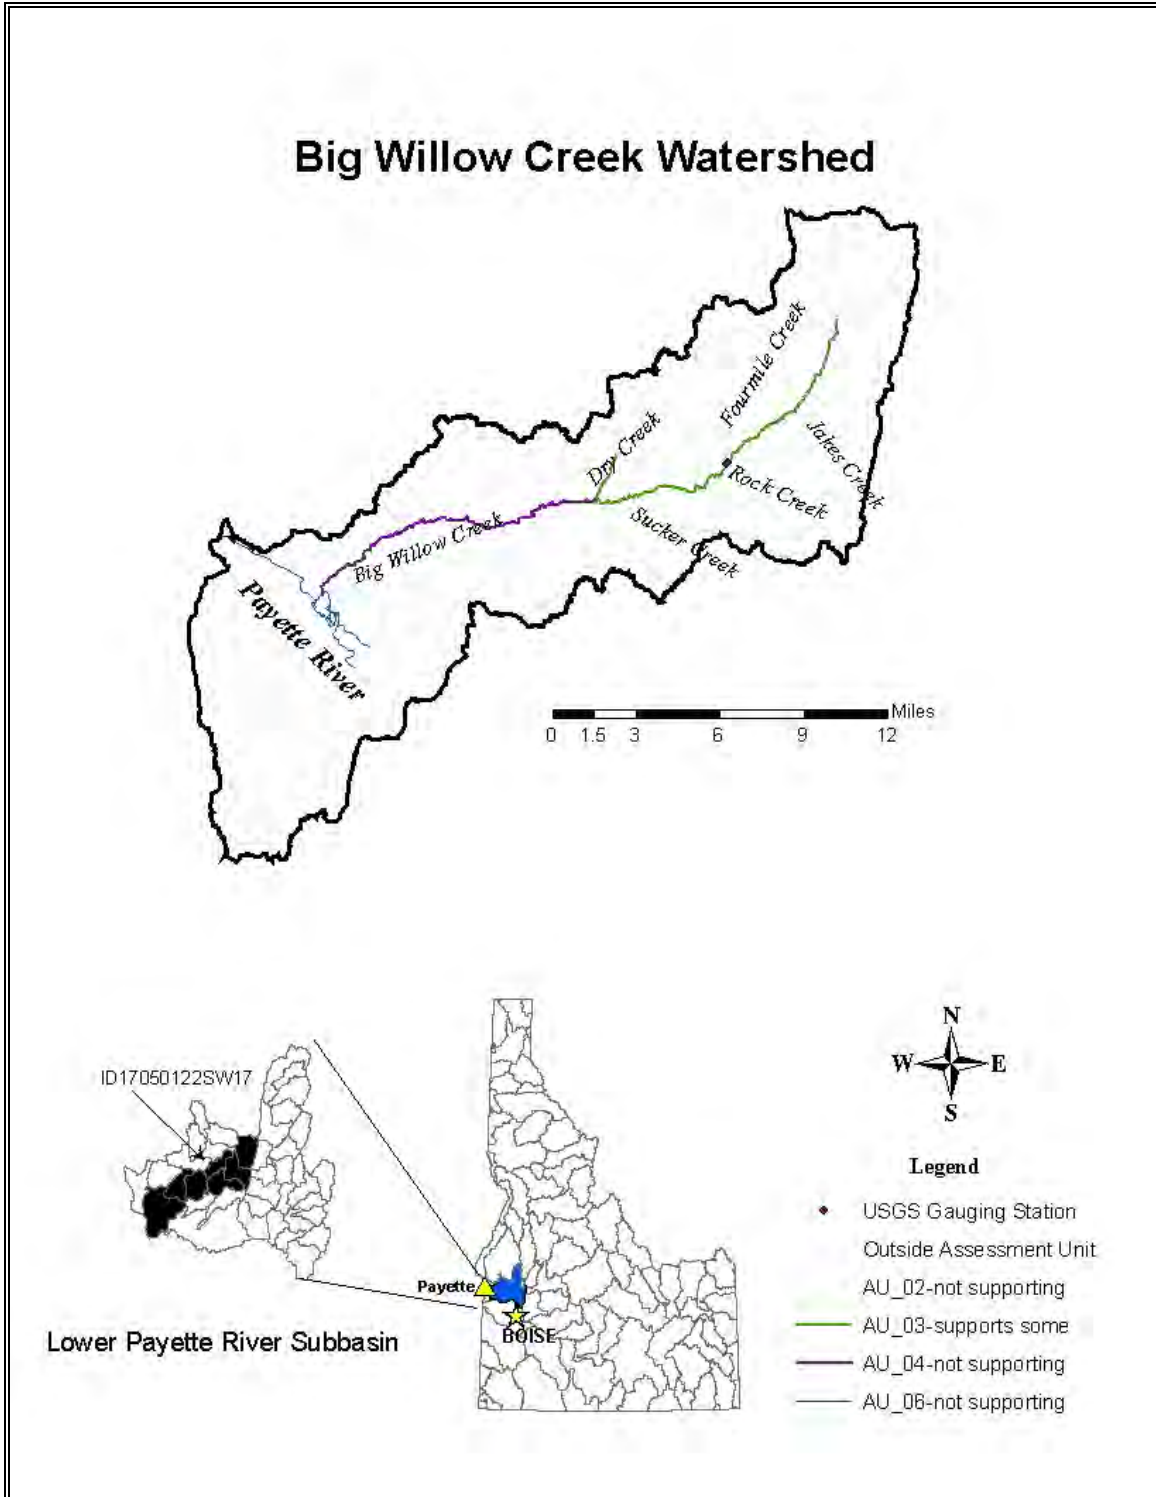 Big Willow Creek Watershed
Fourmile Creek
Dry Creek
Jakes Creek
Rock Creek
Sucker Creek
Big Willow Creek
Payette River
Miles
0 1.5 3 6 9 12
ID17050122SW17
N
W E
S
Legend
USGS Gauging Station
Outside Assessment Unit
AU_02-not supporting
AU_03-supports some
AU_04-not supporting
AU_06-not supporting
Payette
BOISE
Lower Payette River Subbasin